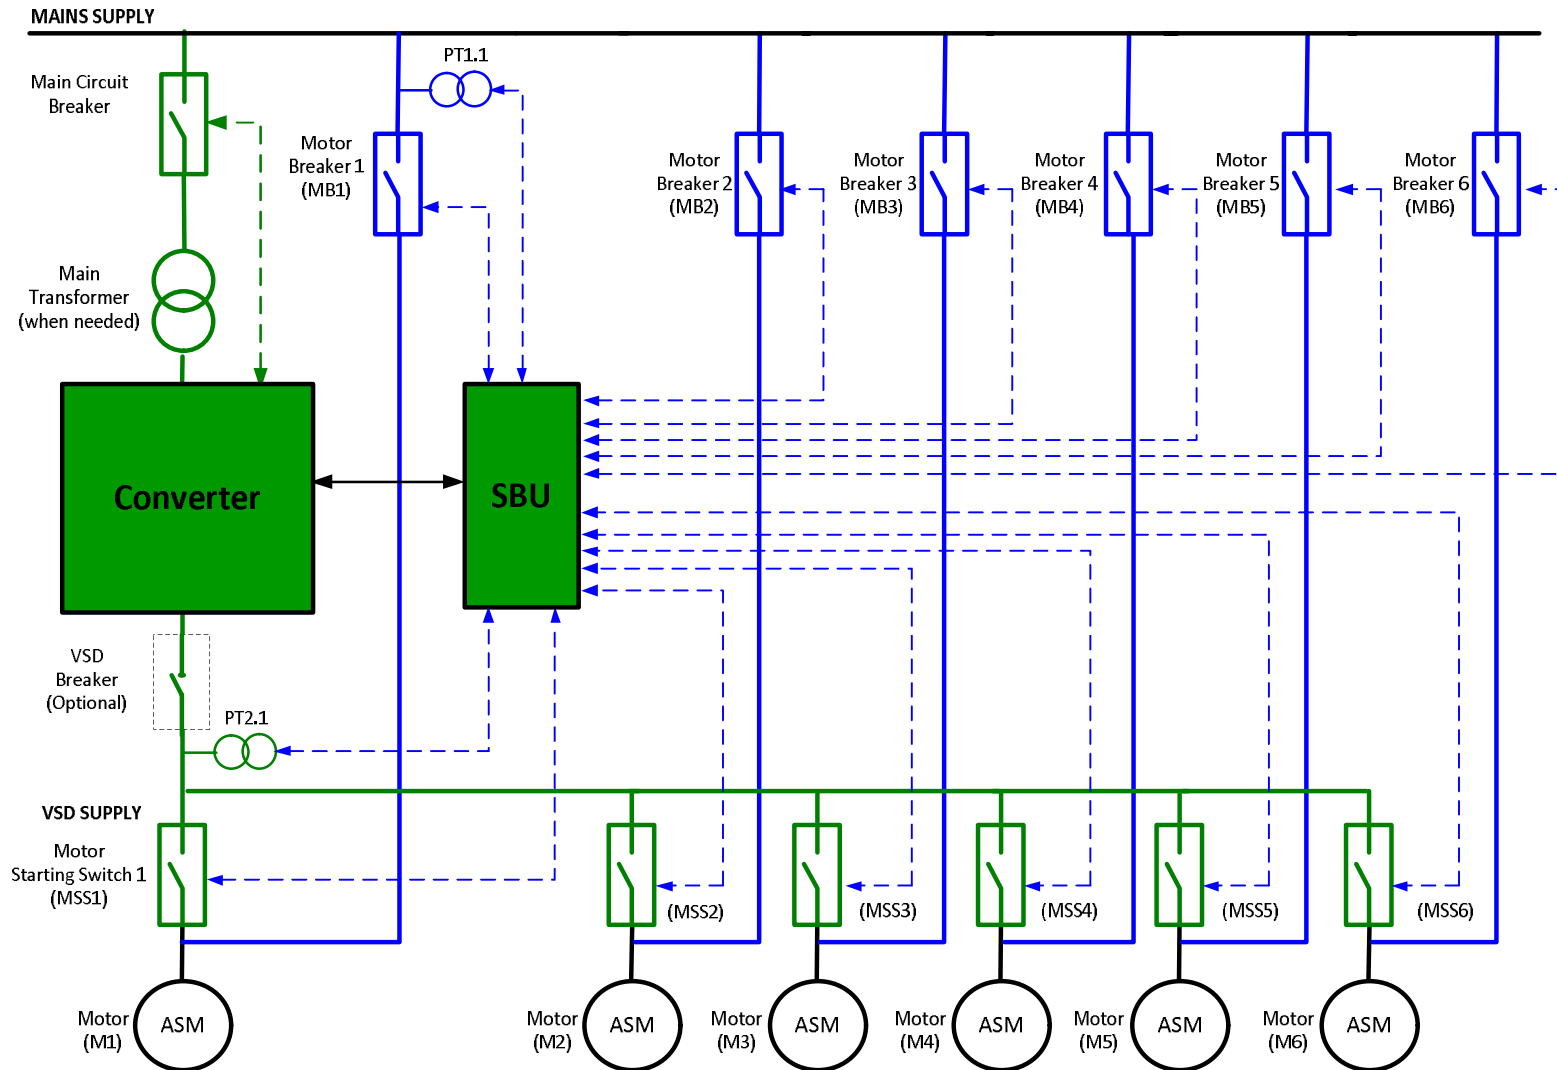 MAINS SUPPLY
PT1.1
Main Circuit
Breaker
Motor
Breaker 1
(MB1)
Motor
Breaker 2
(MB2)
Motor
Breaker 3
(MB3)
Motor
Breaker 4
(MB4)
Motor
Breaker 5
(MB5)
Motor
Breaker 6
(MB6)
Main
Transformer
(when needed)
Converter
SBU
VSD
Breaker
(Optional)
PT2.1
VSD SUPPLY
Motor
Starting Switch 1
(MSS1)
(MSS2)
(MSS3)
(MSS4)
(MSS5)
(MSS6)
Motor
(M1)
ASM
Motor
(M2)
ASM
Motor
(M3)
ASM
Motor
(M4)
ASM
Motor
(M5)
ASM
Motor
(M6)
ASM